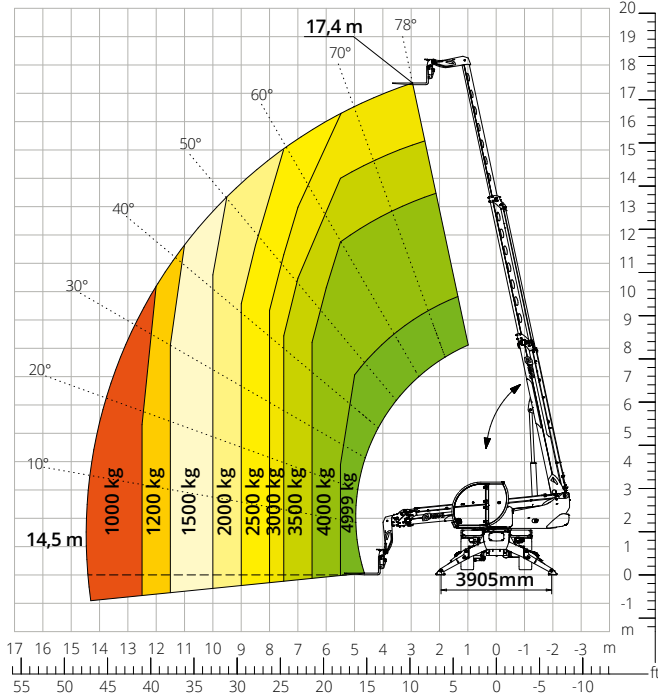 20
17,4 m
78°
19
70°
18
17
60°
16
50°
15
14
40°
13
12
11
30°
10
9
8
20°
7
6
5
10°
4
1000 kg
1200 kg
1500 kg
2000 kg
2500 kg
3000 kg
3500 kg
4000 kg
4999 kg
3
2
14,5 m
1
3905mm
0
-1
m
17 16 15 14 13 12 11 10 9 8 7 6 5 4 3 2 1 0 -1 -2 -3 m
ft
55 50 45 40 35 30 25 20 15 10 5 0 -5 -10